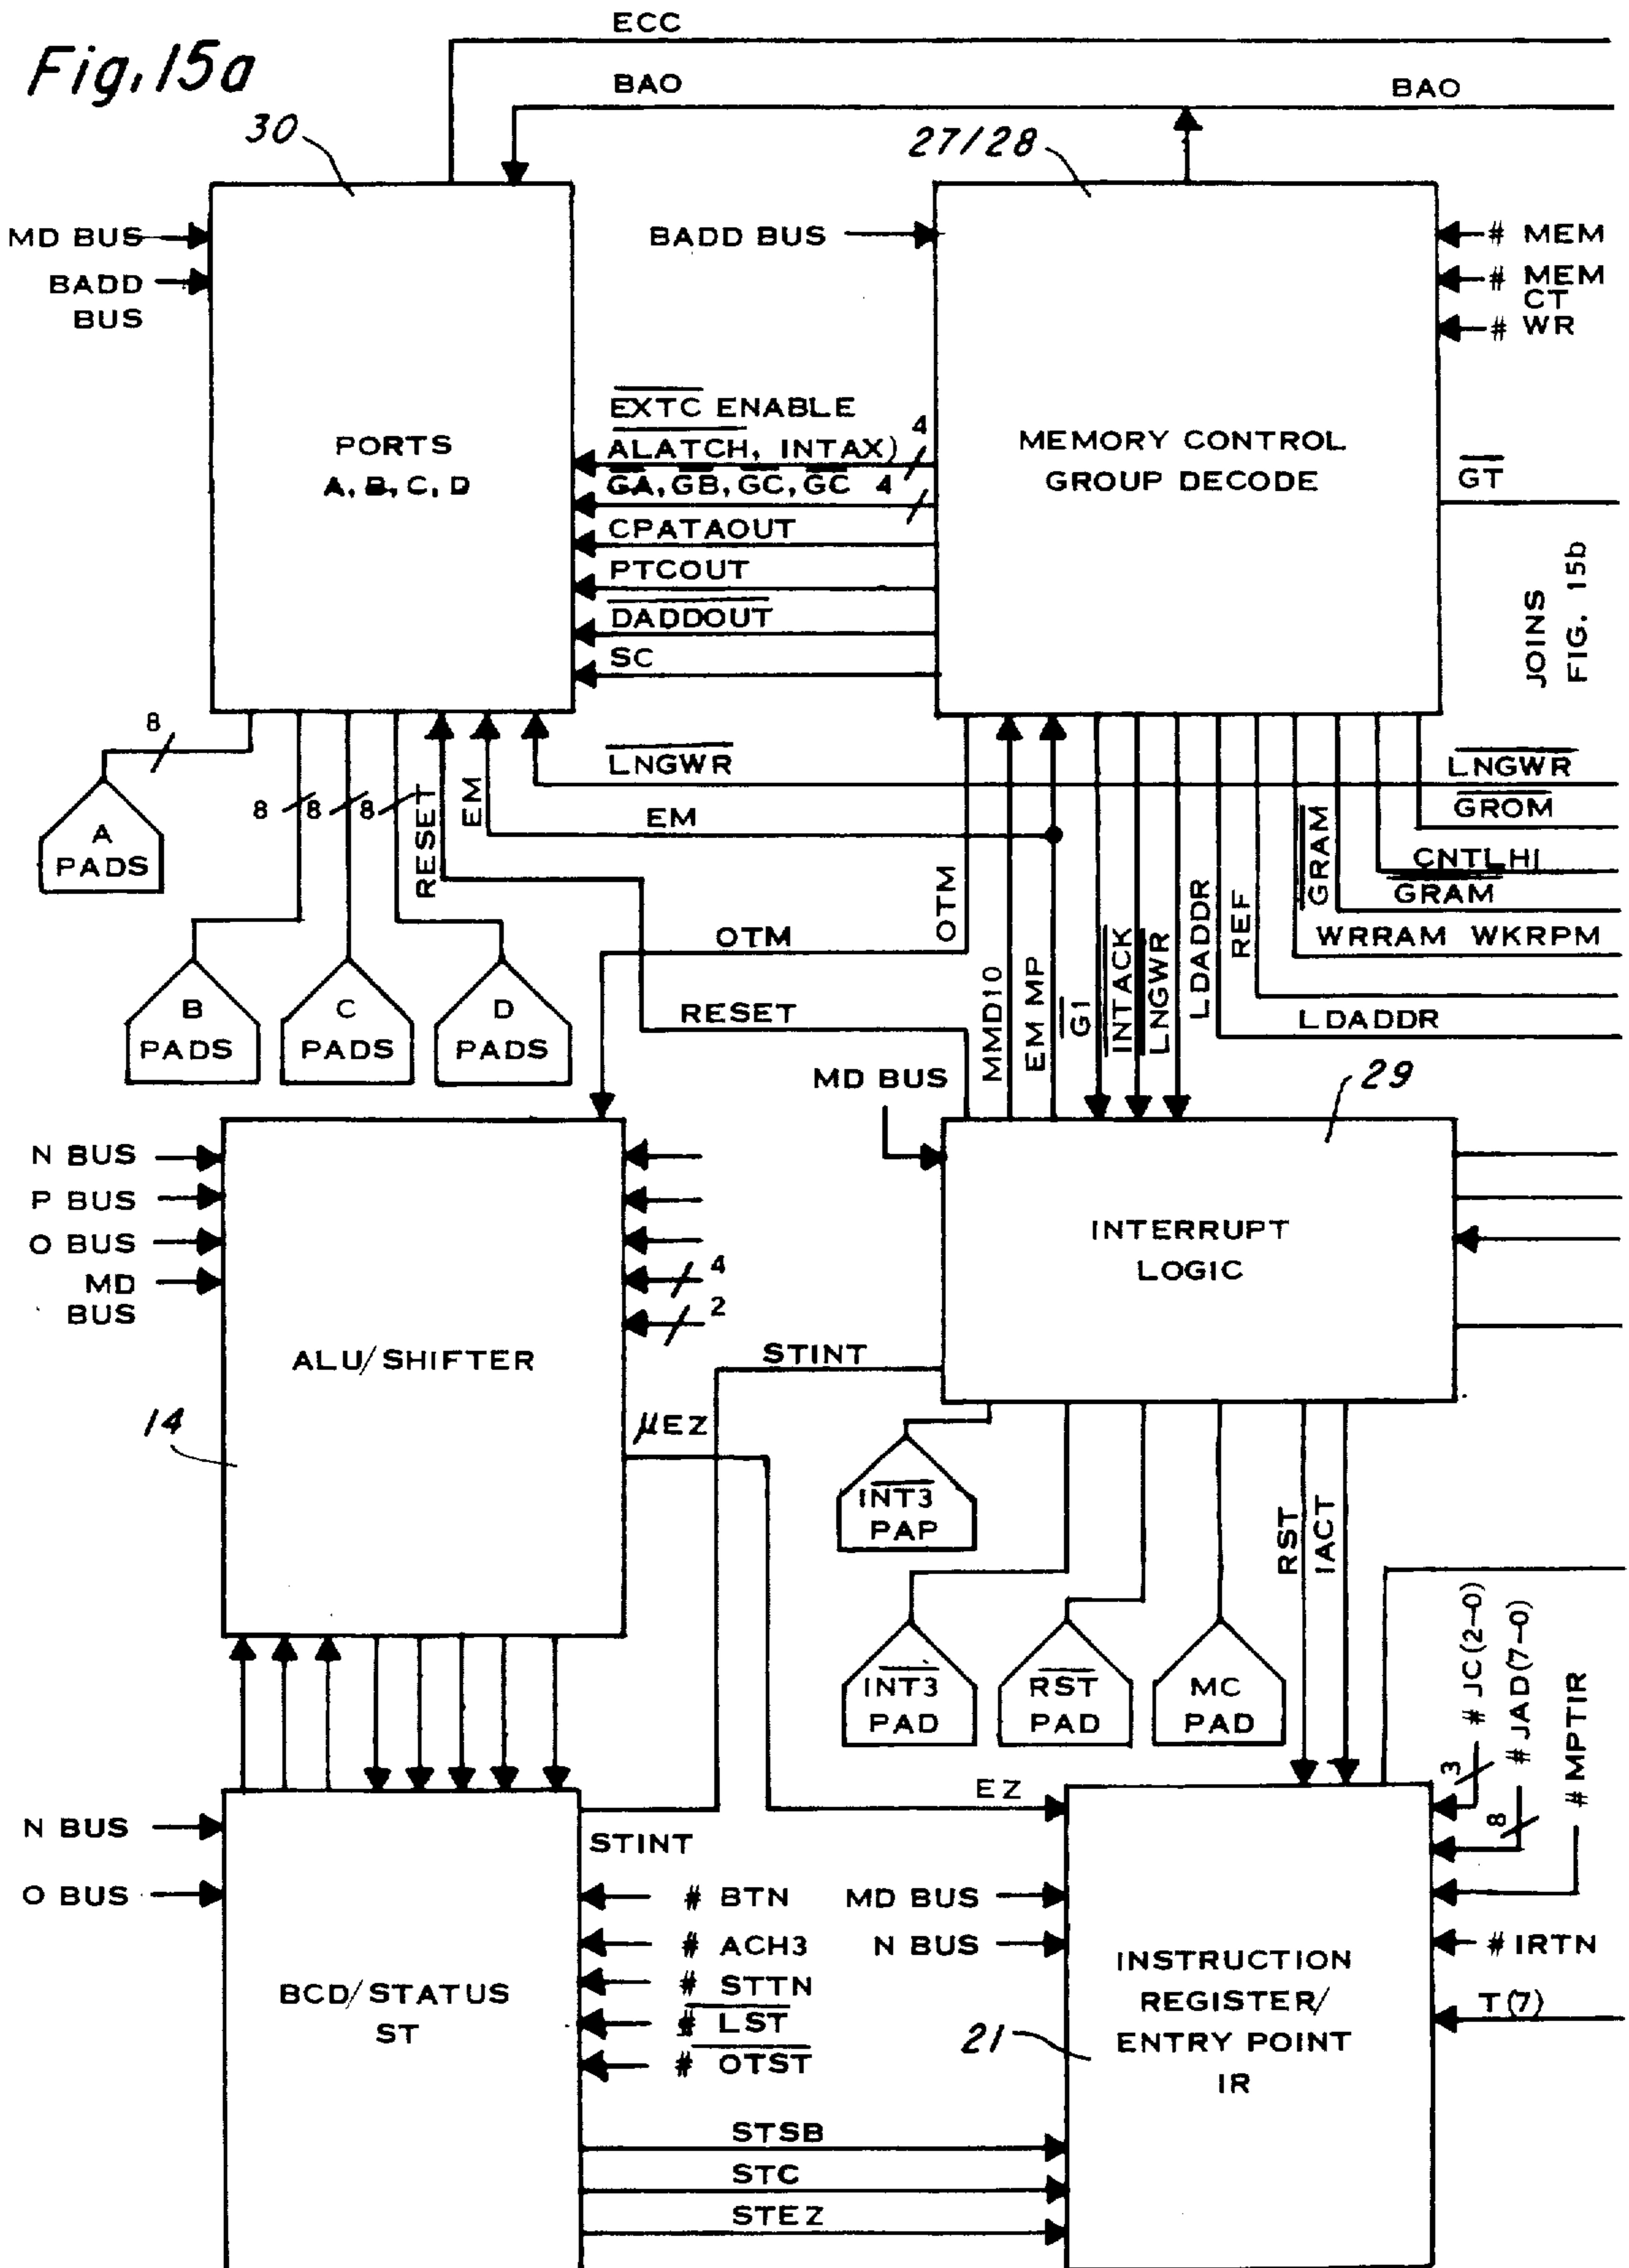 Fig. 15a
ECC
BAO
BAO
30
27/28
MD BUS
BADD
BUS
BADD BUS
# MEM
# MEM
CT
# WR
PORTS
A, B, C, D
EXTC ENABLE
ALATCH, INTAX)
4
GA, GB, GC, GC 4
CPATAOUT
PTCOUT
DADDOUT
SC
MEMORY CONTROL
GROUP DECODE
GT
JOINS
FIG. 15b
8
8
8
8
A
PADS
B
PADS
C
PADS
D
PADS
RESET
EM
LNGWR
EM
OTM
RESET
OTM
MMD10
EM MP
G1
INTACK
LNGWR
LDADDR
REF
GRAM
LNGWR
GROM
CNTLHI
GRAM
WRRAM WKRPM
LDADDR
MD BUS
29
N BUS
P BUS
O BUS
MD
BUS
4
2
ALU/SHIFTER
14
INTERRUPT
LOGIC
STINT
μEZ
INT3
PAP
INT3
PAD
RST
PAD
MC
PAD
RST
IACT
# JC(2-0)
# JAD(7-0)
# MPTIR
3
8
EZ
N BUS
O BUS
STINT
# BTN
# ACH3
# STTN
# LST
# OTST
BCD/STATUS
ST
MD BUS
N BUS
INSTRUCTION
REGISTER/
ENTRY POINT
IR
21
# IRTN
T(7)
STSB
STC
STEZ